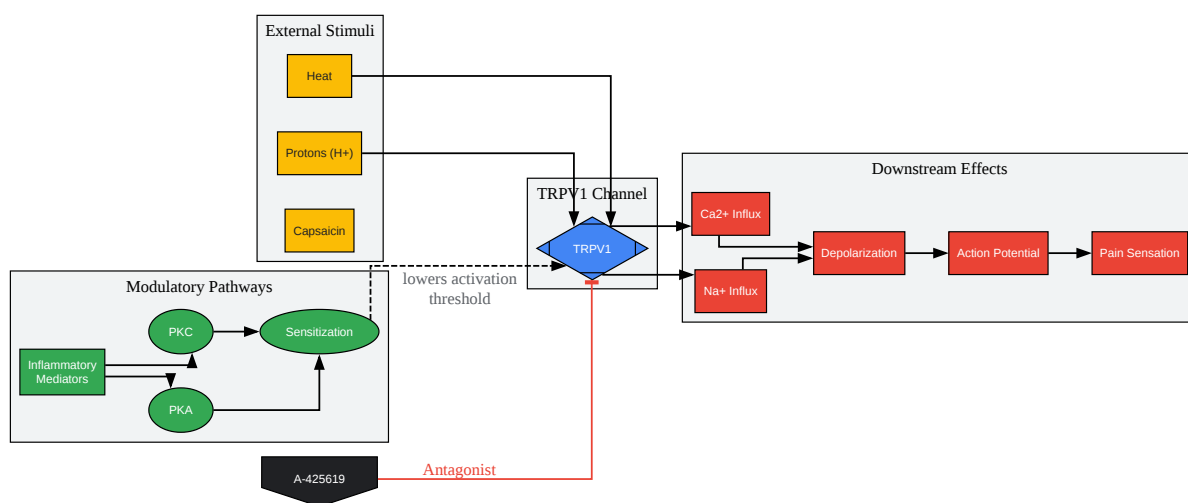 External Stimuli
Heat
Protons (H+)
Capsaicin
TRPV1 Channel
TRPV1
Downstream Effects
Ca2+ Influx
Na+ Influx
Depolarization
Action Potential
Pain Sensation
lowers activation
threshold
Modulatory Pathways
PKC
Sensitization
Inflammatory
Mediators
PKA
A-425619
Antagonist